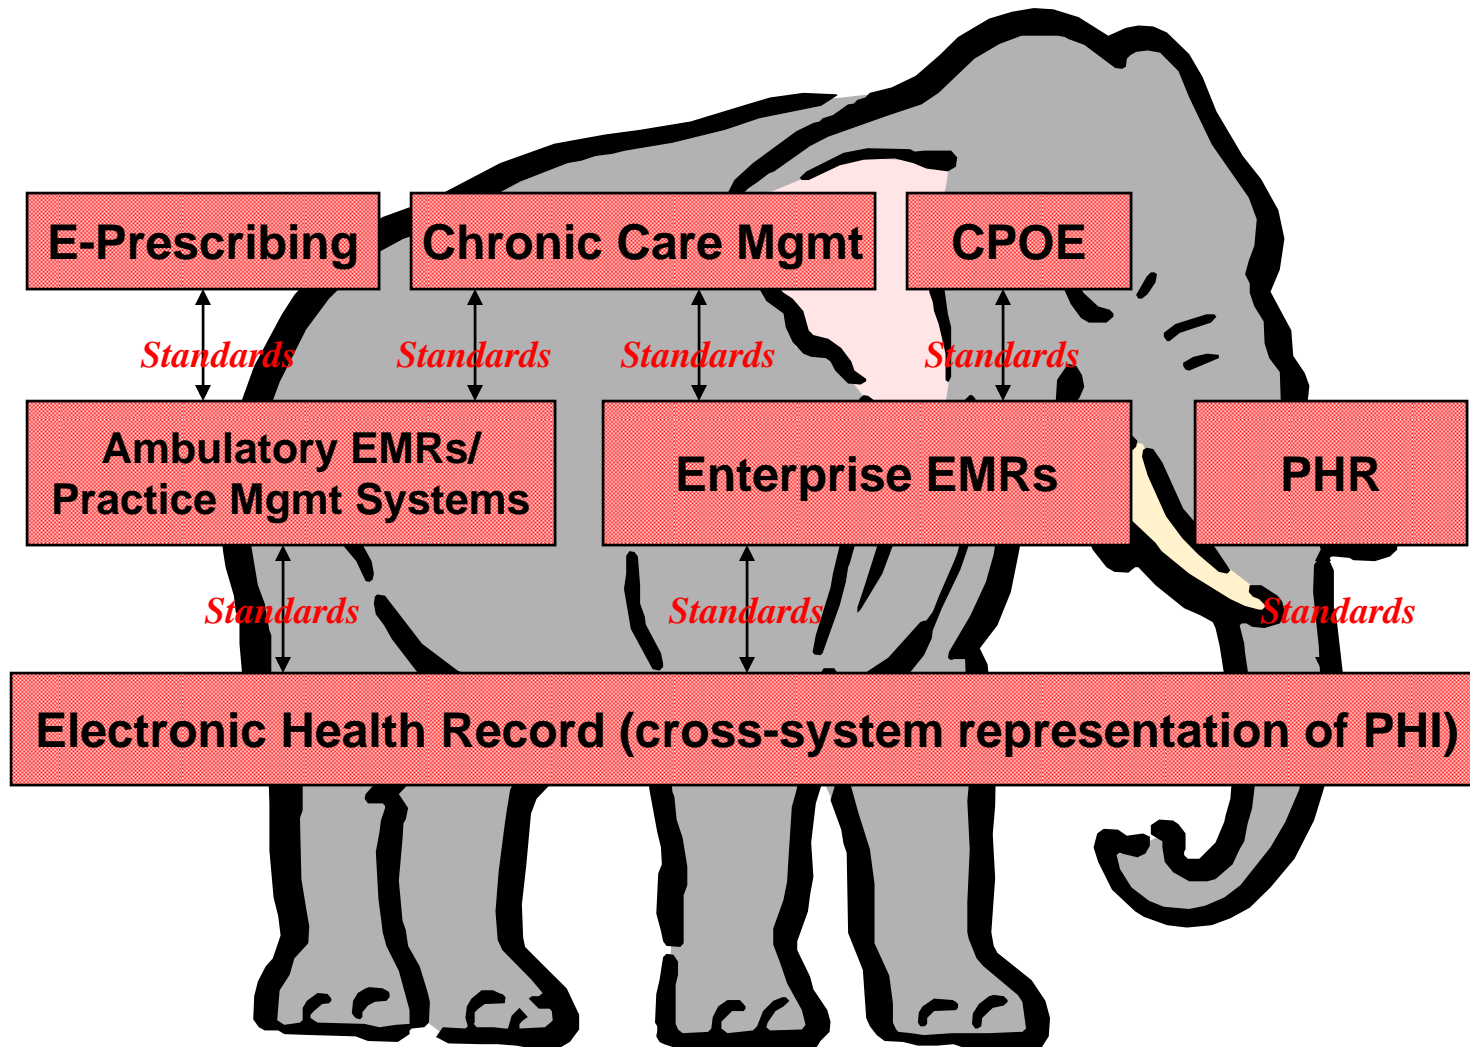 E-Prescribing
Chronic Care Mgmt
CPOE
Standards
Standards
Standards
Standards
Ambulatory EMRs/
Practice Mgmt Systems
Enterprise EMRs
PHR
Standards
Standards
Standards
Electronic Health Record (cross-system representation of PHI)